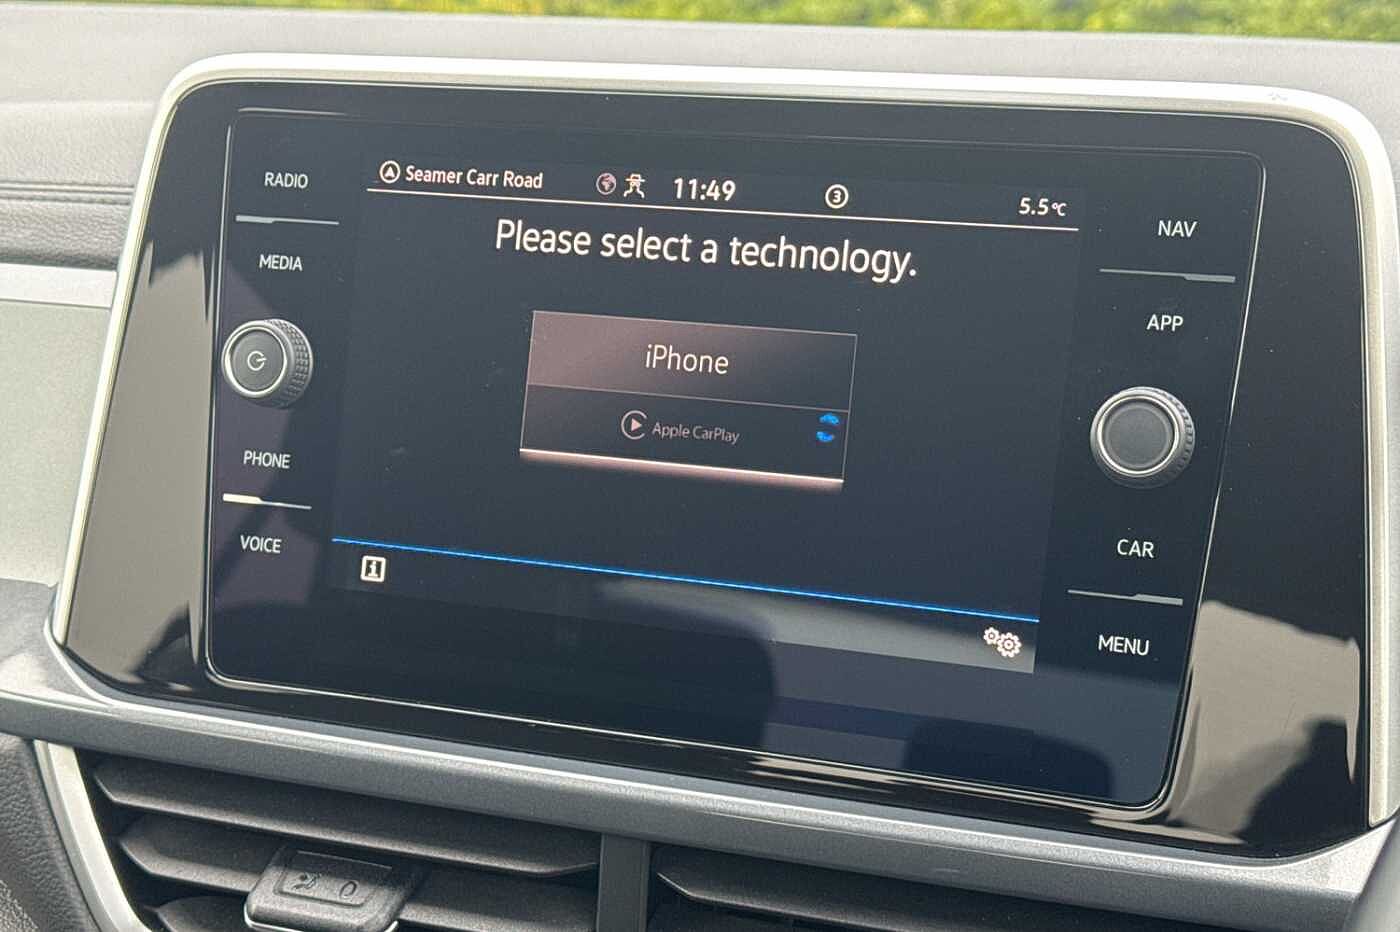 RADIO
MEDIA
PHONE
VOICE
Seamer Carr Road
11:49
3
5.5°C
Please select a technology.
iPhone
Apple CarPlay
i
NAV
APP
CAR
MENU
0